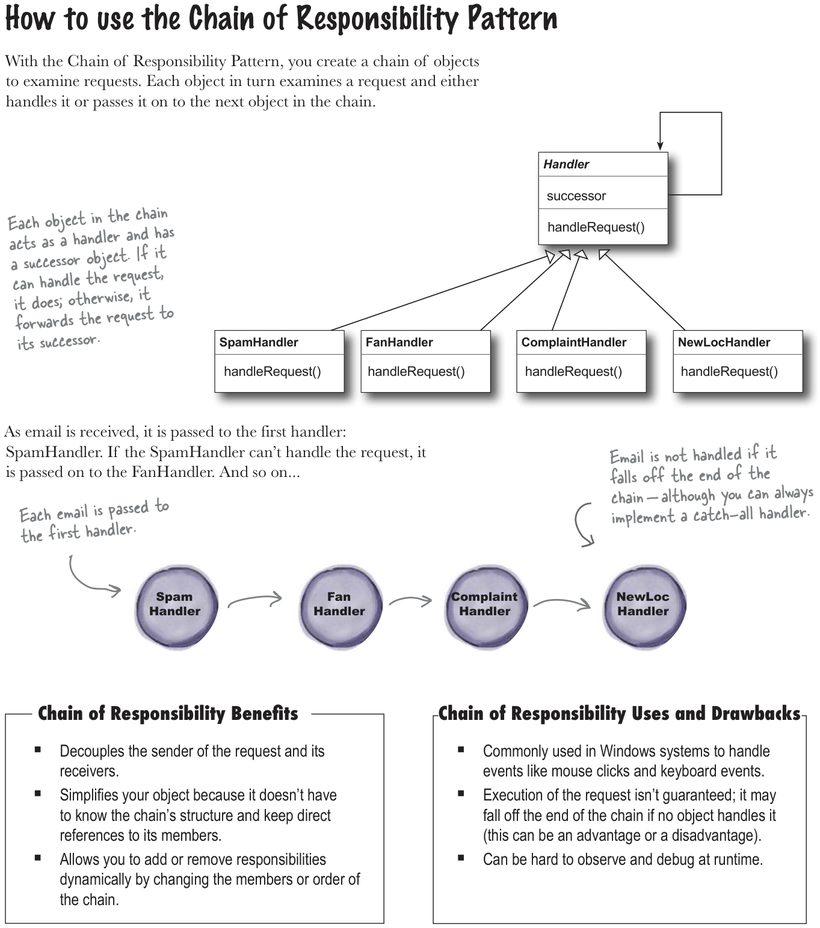 How to use the Chain of Responsibility Pattern
With the Chain of Responsibility Pattern, you create a chain of objects
to examine requests. Each object in turn examines a request and either
handles it or passes it on to the next object in the chain.
Handler
successor
handleRequest()
Each object in the chain
acts as a handler and has
a successor object. If it
can handle the request,
it does; otherwise, it
forwards the request to
its successor.
SpamHandler
handleRequest()
FanHandler
handleRequest()
ComplaintHandler
handleRequest()
NewLocHandler
handleRequest()
As email is received, it is passed to the first handler:
SpamHandler. If the SpamHandler can't handle the request, it
is passed on to the FanHandler. And so on...
Email is not handled if it
falls off the end of the
chain—although you can always
implement a catch-all handler.
Each email is passed to
the first handler.
Spam
Handler
Fan
Handler
Complaint
Handler
NewLoc
Handler
Chain of Responsibility Benefits
▪ Decouples the sender of the request and its
receivers.
▪ Simplifies your object because it doesn't have
to know the chain's structure and keep direct
references to its members.
▪ Allows you to add or remove responsibilities
dynamically by changing the members or order of
the chain.
Chain of Responsibility Uses and Drawbacks
▪ Commonly used in Windows systems to handle
events like mouse clicks and keyboard events.
▪ Execution of the request isn't guaranteed; it may
fall off the end of the chain if no object handles it
(this can be an advantage or a disadvantage).
▪ Can be hard to observe and debug at runtime.